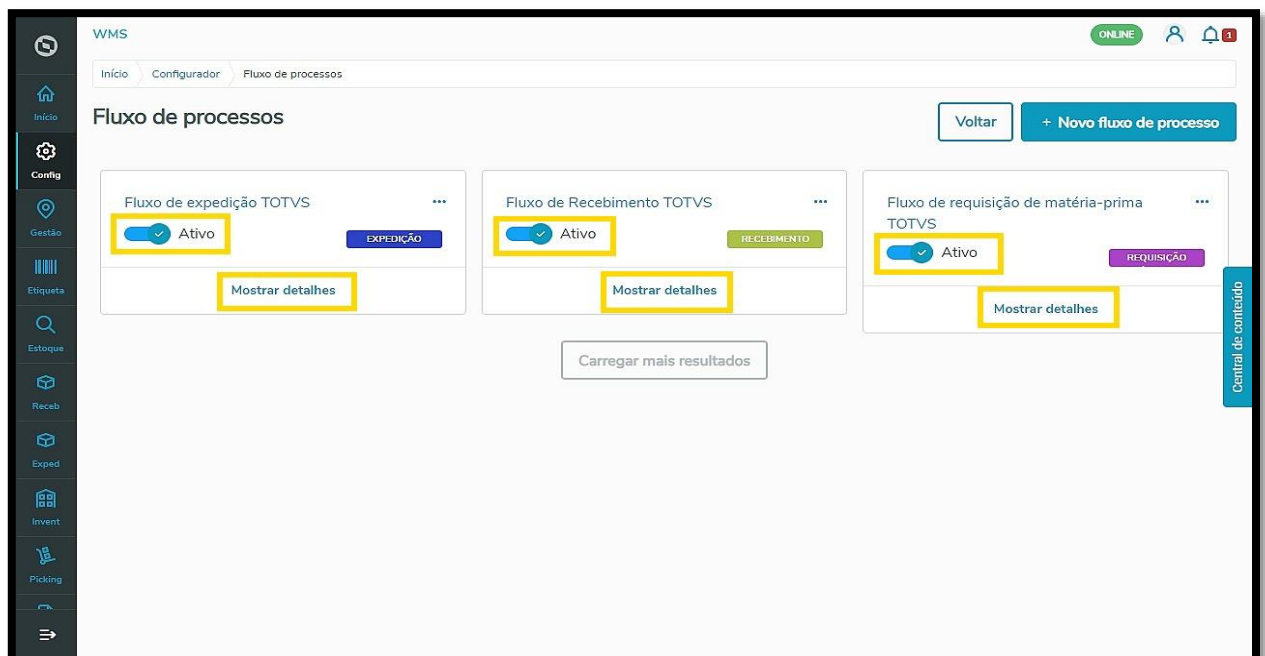 WMS
ONLINE
1
Início
Configurador
Fluxo de processos
Fluxo de processos
Voltar
+ Novo fluxo de processo
Início
Config
Gestão
Etiqueta
Estoque
Receb
Exped
Invent
Picking
Fluxo de expedição TOTVS
Ativo
EXPEDIÇÃO
Mostrar detalhes
Fluxo de Recebimento TOTVS
Ativo
RECEBIMENTO
Mostrar detalhes
Fluxo de requisição de matéria-prima
TOTVS
Ativo
REQUISIÇÃO
Mostrar detalhes
Carregar mais resultados
Central de conteúdo